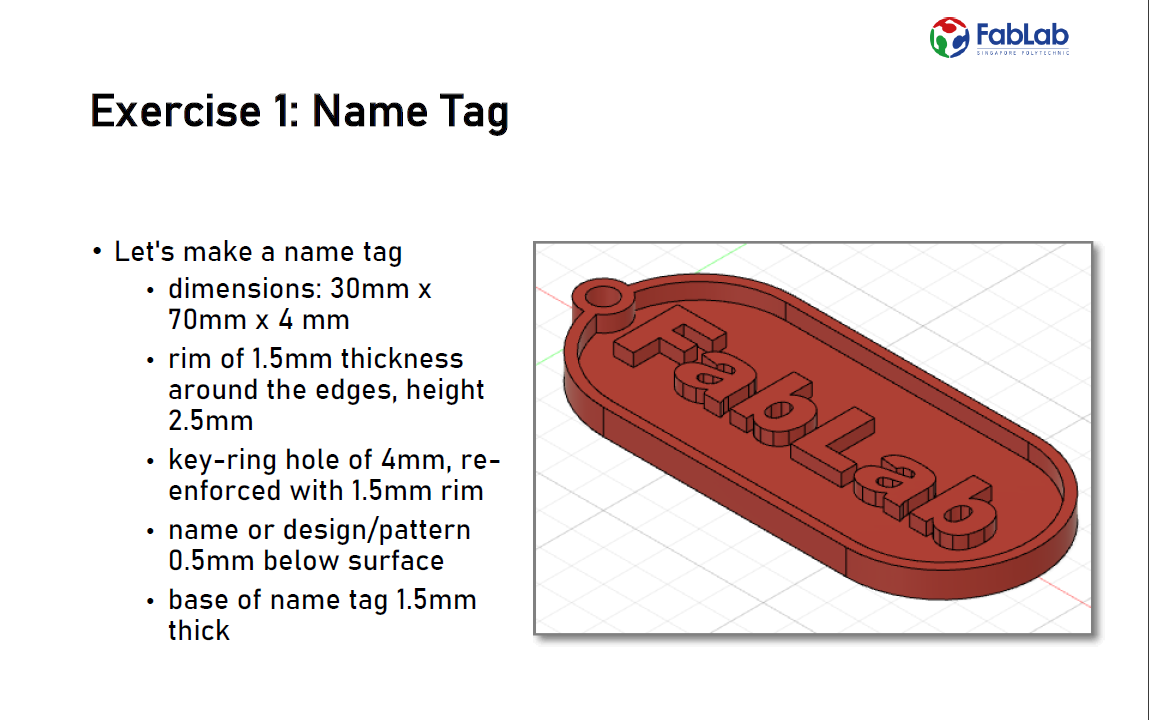 FabLab
SINGAPORE POLYTECHNIC
Exercise 1: Name Tag
• Let's make a name tag
• dimensions: 30mm x
70mm x 4 mm
• rim of 1.5mm thickness
around the edges, height
2.5mm
• key-ring hole of 4mm, re-
enforced with 1.5mm rim
• name or design/pattern
0.5mm below surface
• base of name tag 1.5mm
thick
FabLab